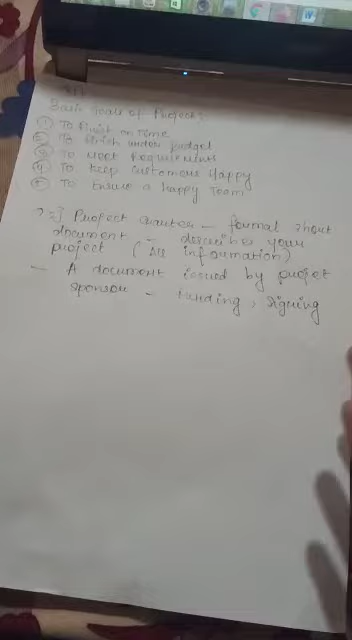 Basic Goals of Project:
① To finish on time
② To finish under budget
③ To Meet Requirements
④ To keep customers Happy
⑤ To Ensure a Happy Team
2:] Project Charter - formal short
document - describes your
project (All information)
- A document issued by projet
sponsor - Funding, Signing